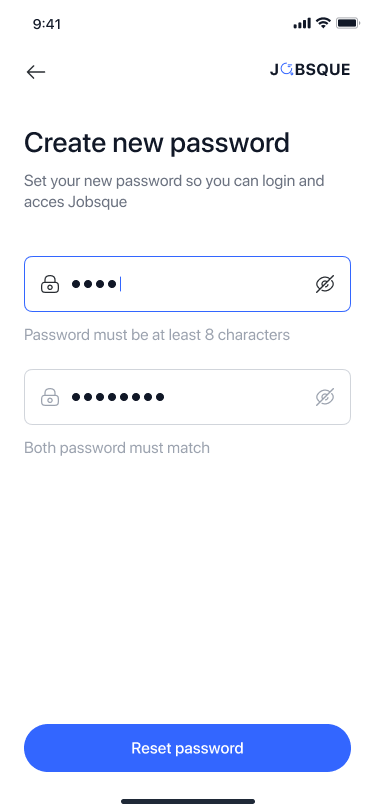 9:41
JOBSQUE
Create new password
Set your new password so you can login and
acces Jobsque
Password must be at least 8 characters
Both password must match
Reset password